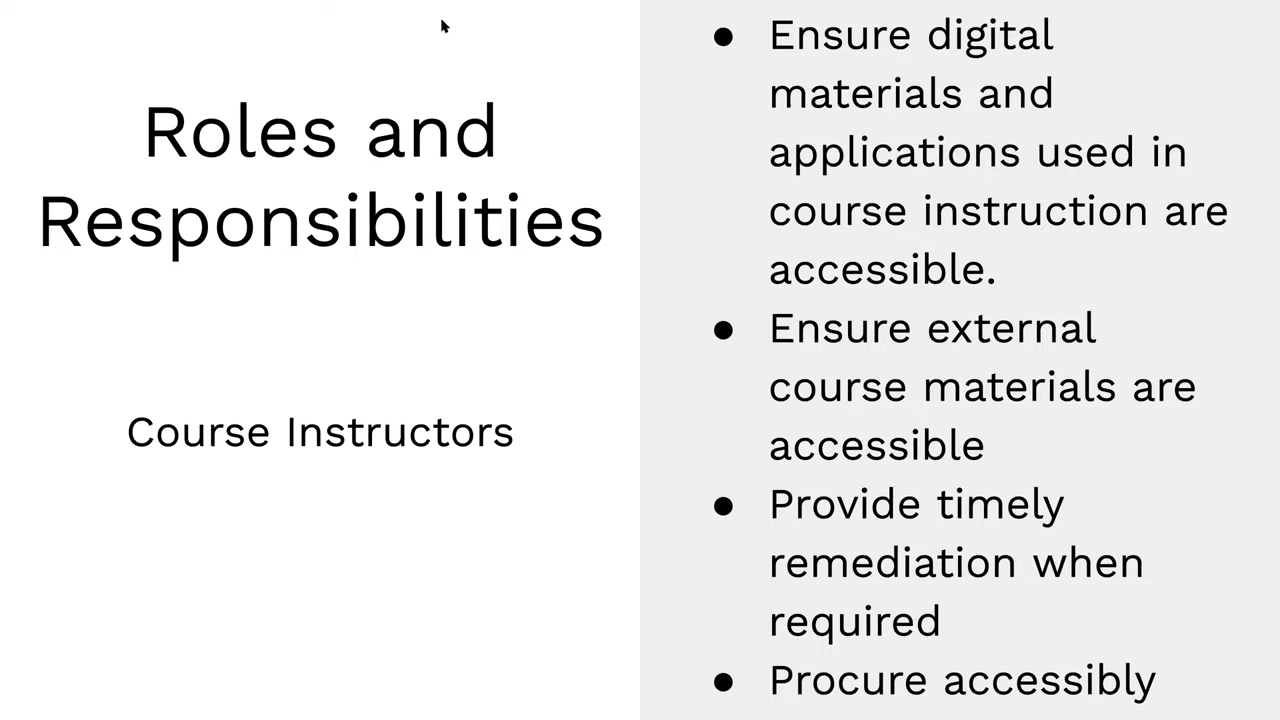 Roles and
Responsibilities
Course Instructors
● Ensure digital
materials and
applications used in
course instruction are
accessible.
● Ensure external
course materials are
accessible
● Provide timely
remediation when
required
● Procure accessibly